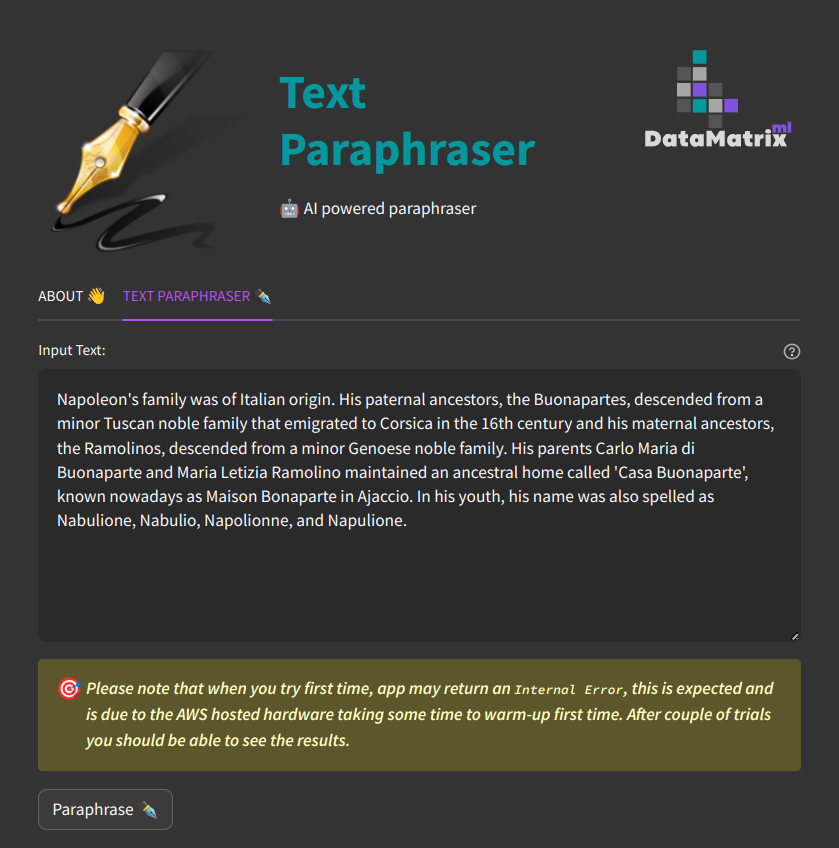 Text
Paraphraser
🤖 AI powered paraphraser
DataMatrix ml
ABOUT 👋 TEXT PARAPHRASER ✒️
Input Text:
Napoleon's family was of Italian origin. His paternal ancestors, the Buonapartes, descended from a
minor Tuscan noble family that emigrated to Corsica in the 16th century and his maternal ancestors,
the Ramolinos, descended from a minor Genoese noble family. His parents Carlo Maria di
Buonaparte and Maria Letizia Ramolino maintained an ancestral home called 'Casa Buonaparte',
known nowadays as Maison Bonaparte in Ajaccio. In his youth, his name was also spelled as
Nabulione, Nabulio, Napolionne, and Napulione.
🎯 Please note that when you try first time, app may return an Internal Error, this is expected and
is due to the AWS hosted hardware taking some time to warm-up first time. After couple of trials
you should be able to see the results.
Paraphrase ✒️